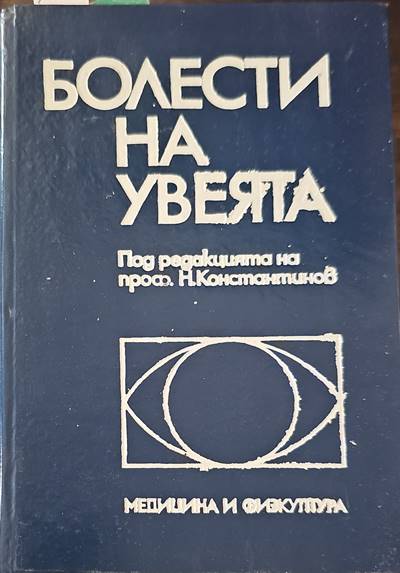 БОЛЕСТИ
НА
УВЕЯТА
Под редакцията на
проф. Н.Константинов
МЕДИЦИНА И ФИЗКУЛТУРА